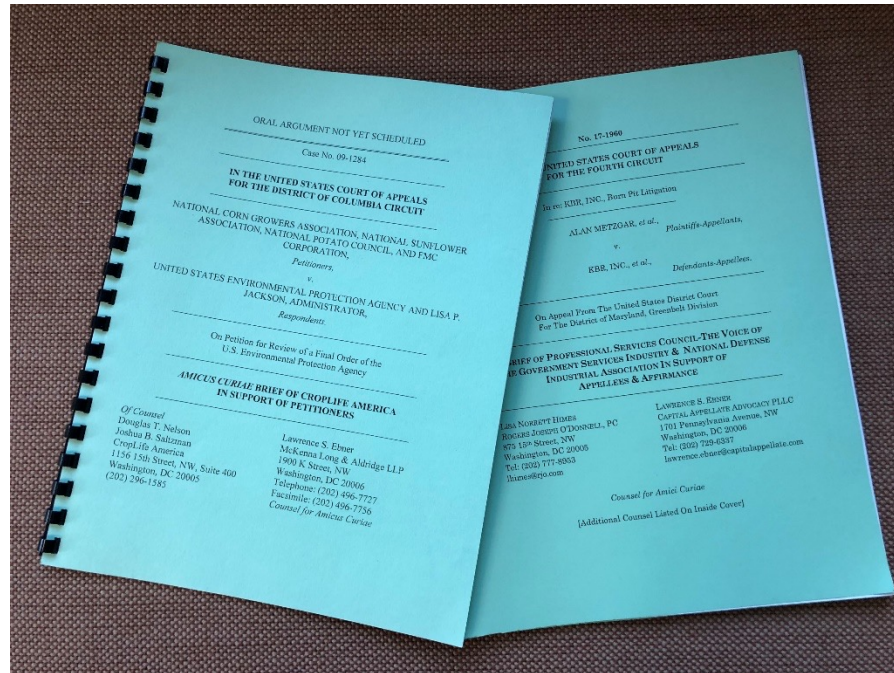 ORAL ARGUMENT NOT YET SCHEDULED
Case No. 09-1284
IN THE UNITED STATES COURT OF APPEALS
FOR THE DISTRICT OF COLUMBIA CIRCUIT
NATIONAL CORN GROWERS ASSOCIATION, NATIONAL SUNFLOWER
ASSOCIATION, NATIONAL POTATO COUNCIL, AND FMC
CORPORATION,
Petitioners,
v.
UNITED STATES ENVIRONMENTAL PROTECTION AGENCY AND LISA P.
JACKSON, ADMINISTRATOR,
Respondents.
On Petition for Review of a Final Order of the
U.S. Environmental Protection Agency
AMICUS CURIAE BRIEF OF CROPLIFE AMERICA
IN SUPPORT OF PETITIONERS
Of Counsel
Douglas T. Nelson
Joshua B. Saltzman
CropLife America
1156 15th Street, NW, Suite 400
Washington, DC 20005
(202) 296-1585
Lawrence S. Ebner
McKenna Long & Aldridge LLP
1900 K Street, NW
Washington, DC 20006
Telephone: (202) 496-7727
Facsimile: (202) 496-7756
Counsel for Amicus Curiae
No. 17-1960
UNITED STATES COURT OF APPEALS
FOR THE FOURTH CIRCUIT
In re: KBR, INC., Burn Pit Litigation
ALAN METZGAR, et al.,
Plaintiffs-Appellants,
v.
KBR, INC., et al.,
Defendants-Appellees.
On Appeal From The United States District Court
For The District of Maryland, Greenbelt Division
BRIEF OF PROFESSIONAL SERVICES COUNCIL-THE VOICE OF
THE GOVERNMENT SERVICES INDUSTRY & NATIONAL DEFENSE
INDUSTRIAL ASSOCIATION IN SUPPORT OF
APPELLEES & AFFIRMANCE
LISA NORRETT HIMES
ROGERS JOSEPH O'DONNELL, PC
875 15th Street, NW
Washington, DC 20005
Tel: (202) 777-8953
lhimes@rjo.com
LAWRENCE S. EBNER
CAPITAL APPELLATE ADVOCACY PLLC
1701 Pennsylvania Avenue, NW
Washington, DC 20006
Tel: (202) 729-6337
lawrence.ebner@capitalappellate.com
Counsel for Amici Curiae
[Additional Counsel Listed On Inside Cover]